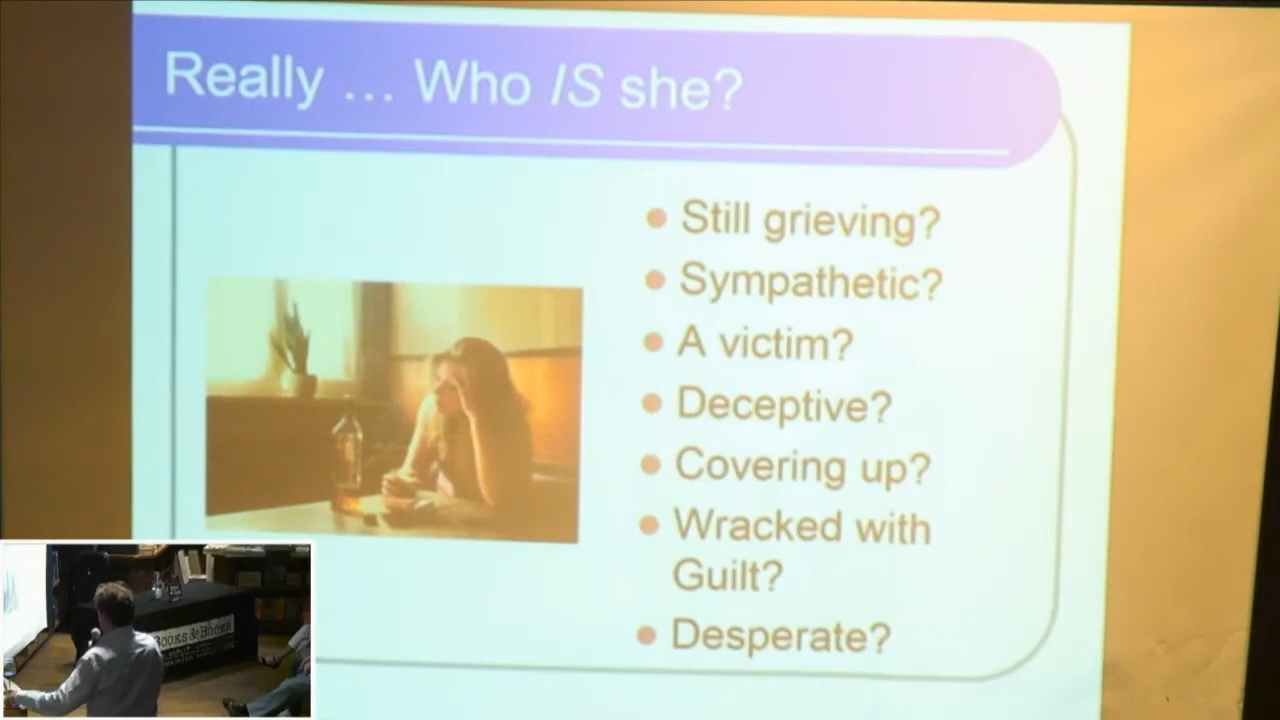 Really ... Who IS she?
Still grieving?
Sympathetic?
A victim?
Deceptive?
Covering up?
Wracked with
Guilt?
Desperate?
Books & Books